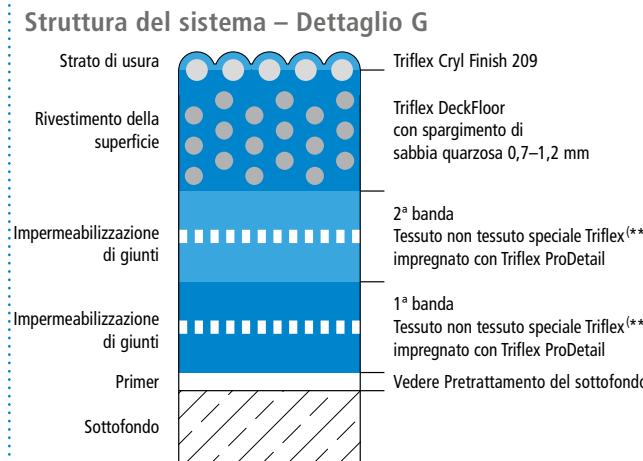 Struttura del sistema – Dettaglio G
Strato di usura
Triflex Cryl Finish 209
Rivestimento della
superficie
Triflex DeckFloor
con spargimento di
sabbia quarzosa 0,7–1,2 mm
Impermeabilizzazione
di giunti
2ª banda
Tessuto non tessuto speciale Triflex(**
impregnato con Triflex ProDetail
Impermeabilizzazione
di giunti
1ª banda
Tessuto non tessuto speciale Triflex(**
impregnato con Triflex ProDetail
Primer
Vedere Pretrattamento del sottofondo
Sottofondo